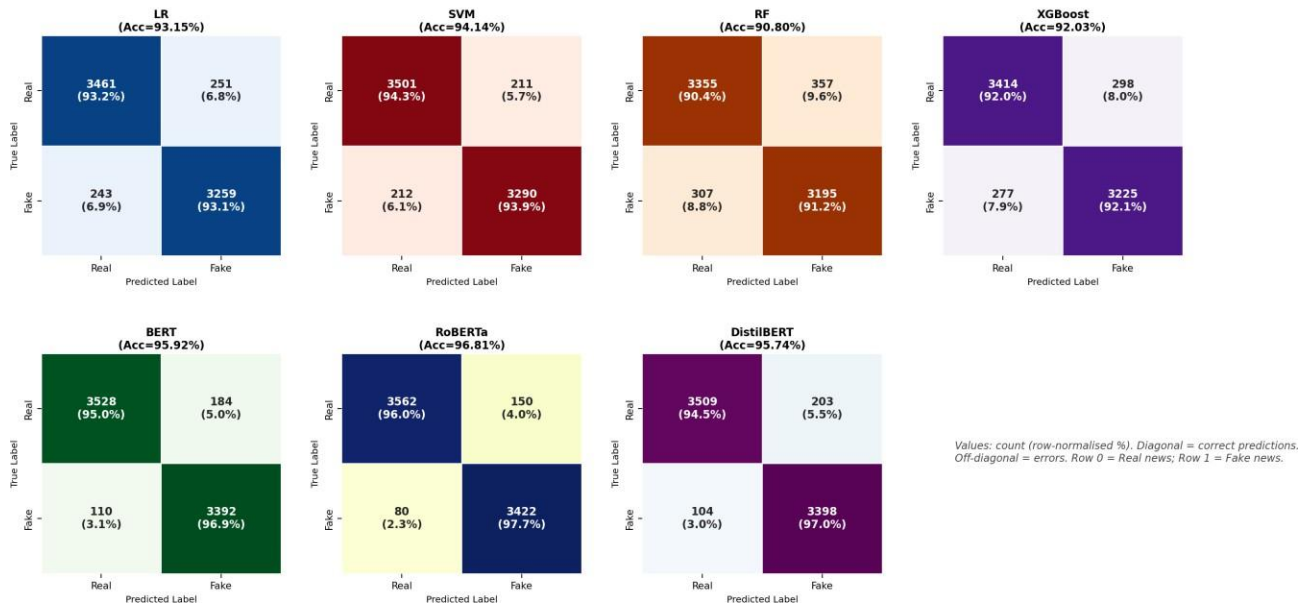 LR
(Acc=93.15%)
Real
Fake
True Label
3461
(93.2%)
251
(6.8%)
243
(6.9%)
3259
(93.1%)
Real
Fake
Predicted Label
SVM
(Acc=94.14%)
Real
Fake
True Label
3501
(94.3%)
211
(5.7%)
212
(6.1%)
3290
(93.9%)
Real
Fake
Predicted Label
RF
(Acc=90.80%)
Real
Fake
True Label
3355
(90.4%)
357
(9.6%)
307
(8.8%)
3195
(91.2%)
Real
Fake
Predicted Label
XGBoost
(Acc=92.03%)
Real
Fake
True Label
3414
(92.0%)
298
(8.0%)
277
(7.9%)
3225
(92.1%)
Real
Fake
Predicted Label
BERT
(Acc=95.92%)
Real
Fake
True Label
3528
(95.0%)
184
(5.0%)
110
(3.1%)
3392
(96.9%)
Real
Fake
Predicted Label
RoBERTa
(Acc=96.81%)
Real
Fake
True Label
3562
(96.0%)
150
(4.0%)
80
(2.3%)
3422
(97.7%)
Real
Fake
Predicted Label
DistilBERT
(Acc=95.74%)
Real
Fake
True Label
3509
(94.5%)
203
(5.5%)
104
(3.0%)
3398
(97.0%)
Real
Fake
Predicted Label
Values: count (row-normalised %). Diagonal = correct predictions.
Off-diagonal = errors. Row 0 = Real news; Row 1 = Fake news.